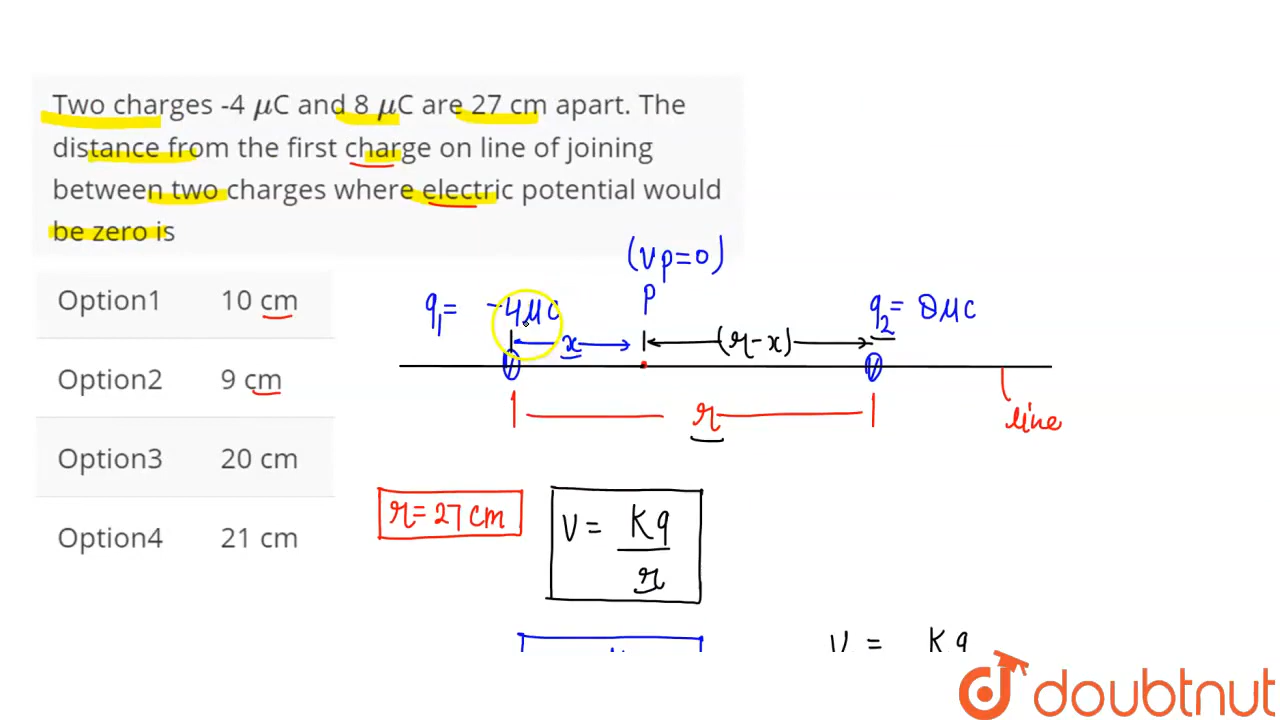 Two charges -4 μC and 8 μC are 27 cm apart. The
distance from the first charge on line of joining
between two charges where electric potential would
be zero is
Option1 10 cm
Option2 9 cm
Option3 20 cm
Option4 21 cm
(Vp=0)
q1= -4μC
P
q2= 8μC
x
(r-x)
r
line
r=27cm
V= Kq
r
V = Kq
doubtnut